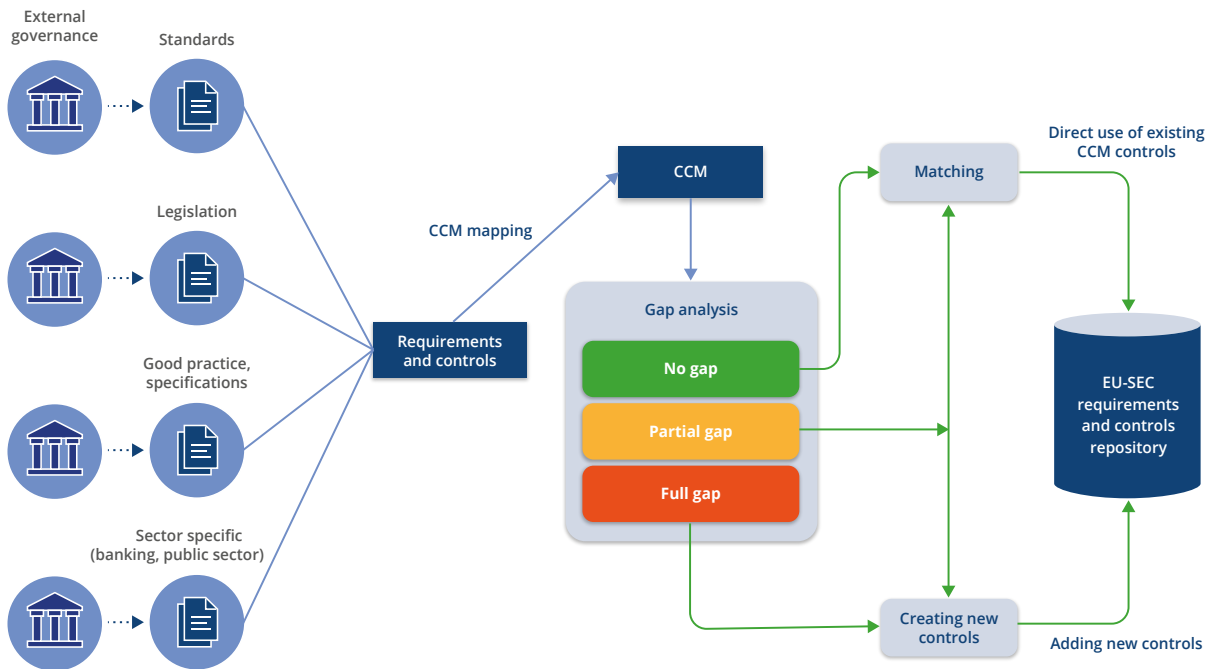 External
governance
Standards
Legislation
Good practice,
specifications
Sector specific
(banking, public sector)
Requirements
and controls
CCM mapping
CCM
Gap analysis
No gap
Partial gap
Full gap
Matching
Creating new
controls
Direct use of existing
CCM controls
EU-SEC
requirements
and controls
repository
Adding new controls